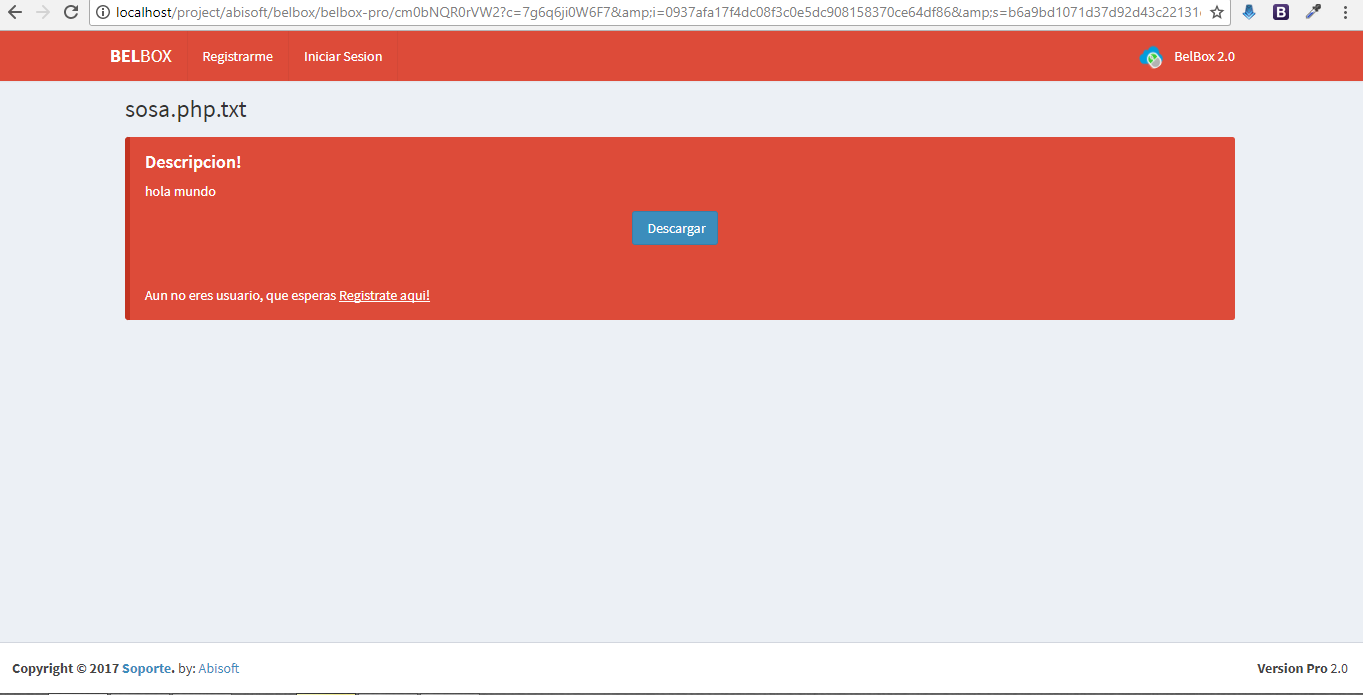 localhost/project/abisoft/belbox/belbox-pro/cm0bNQR0rVW2?c=7g6q6ji0W6F7&amp;i=0937afa17f4dc08f3c0e5dc908158370ce64df86&amp;s=b6a9bd1071d37d92d43c22131 B
BELBOX Registrarme Iniciar Sesion BelBox 2.0
sosa.php.txt
Descripcion!
hola mundo
Descargar
Aun no eres usuario, que esperas Registrate aqui!
Copyright © 2017 Soporte. by: Abisoft Version Pro 2.0